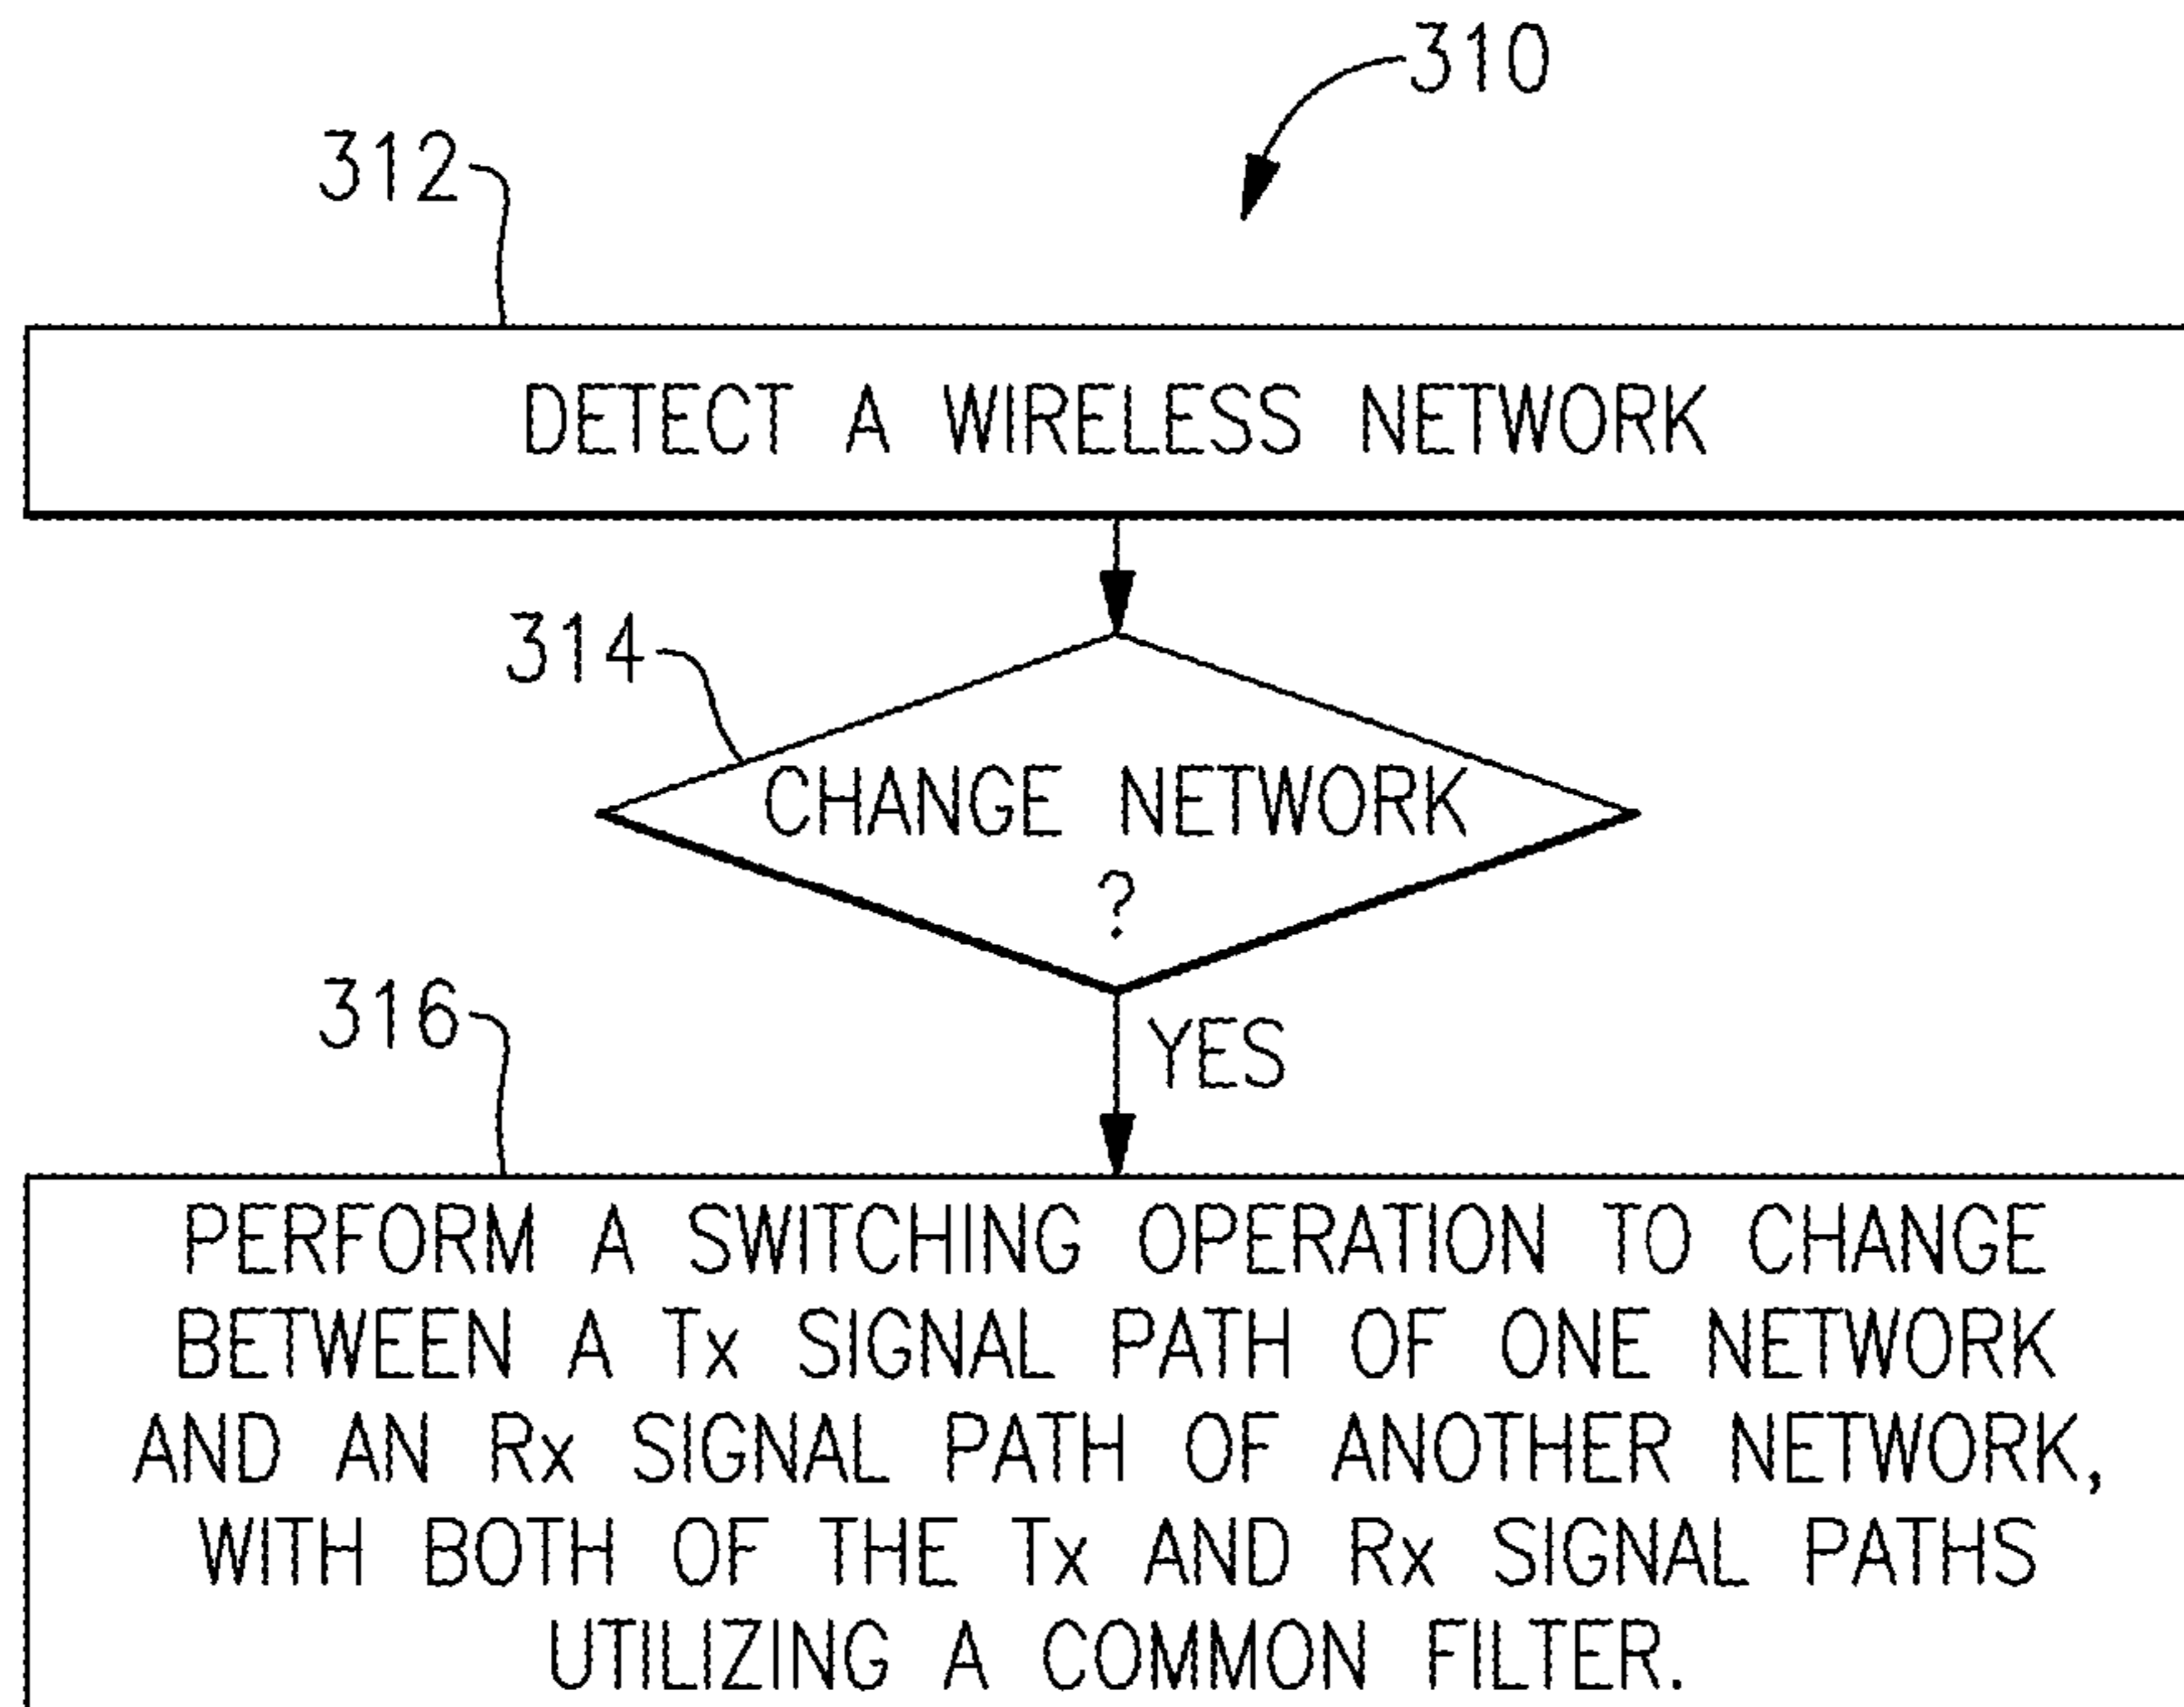 310
312
DETECT A WIRELESS NETWORK
314
CHANGE NETWORK
?
316
YES
PERFORM A SWITCHING OPERATION TO CHANGE
BETWEEN A Tx SIGNAL PATH OF ONE NETWORK
AND AN Rx SIGNAL PATH OF ANOTHER NETWORK,
WITH BOTH OF THE Tx AND Rx SIGNAL PATHS
UTILIZING A COMMON FILTER.